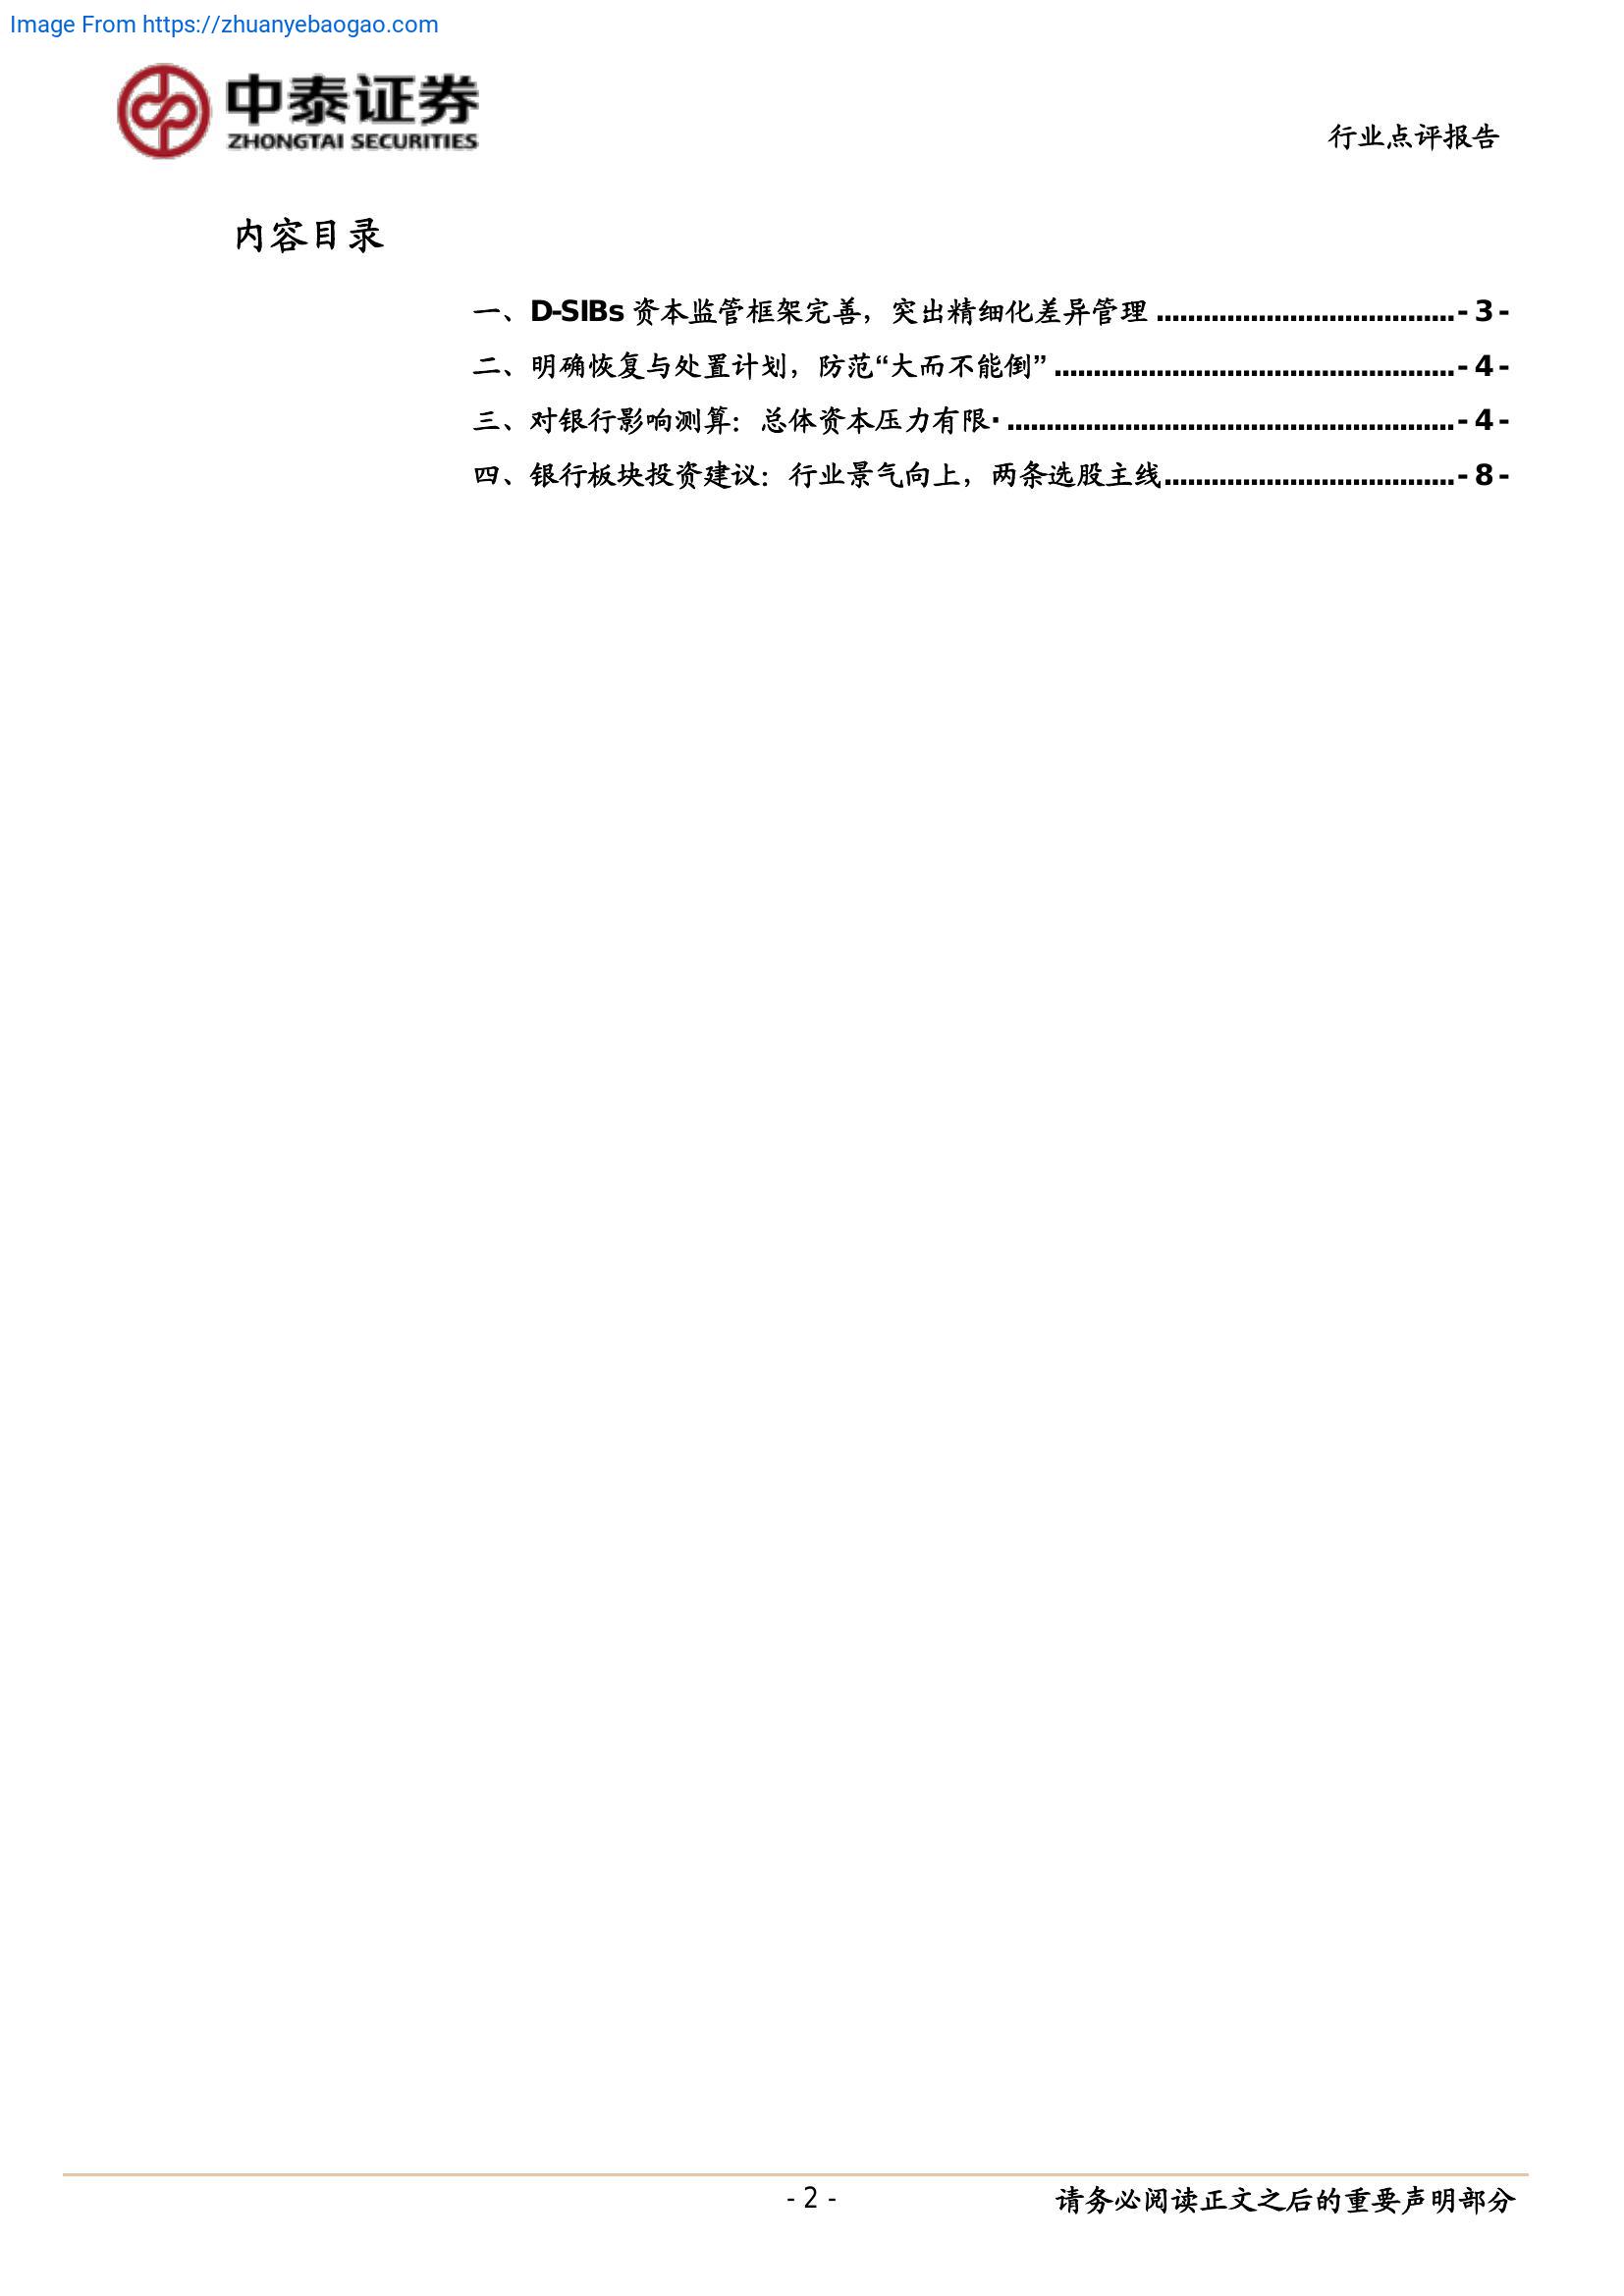 Image From https://zhuanyebaogao.com
中泰证券
ZHONGTAI SECURITIES
行业点评报告
内容目录
一、D-SIBs 资本监管框架完善，突出精细化差异管理 ...................................... - 3 -
二、明确恢复与处置计划，防范“大而不能倒” ................................................... - 4 -
三、对银行影响测算：总体资本压力有限· ......................................................... - 4 -
四、银行板块投资建议：行业景气向上，两条选股主线..................................... - 8 -
- 2 -
请务必阅读正文之后的重要声明部分